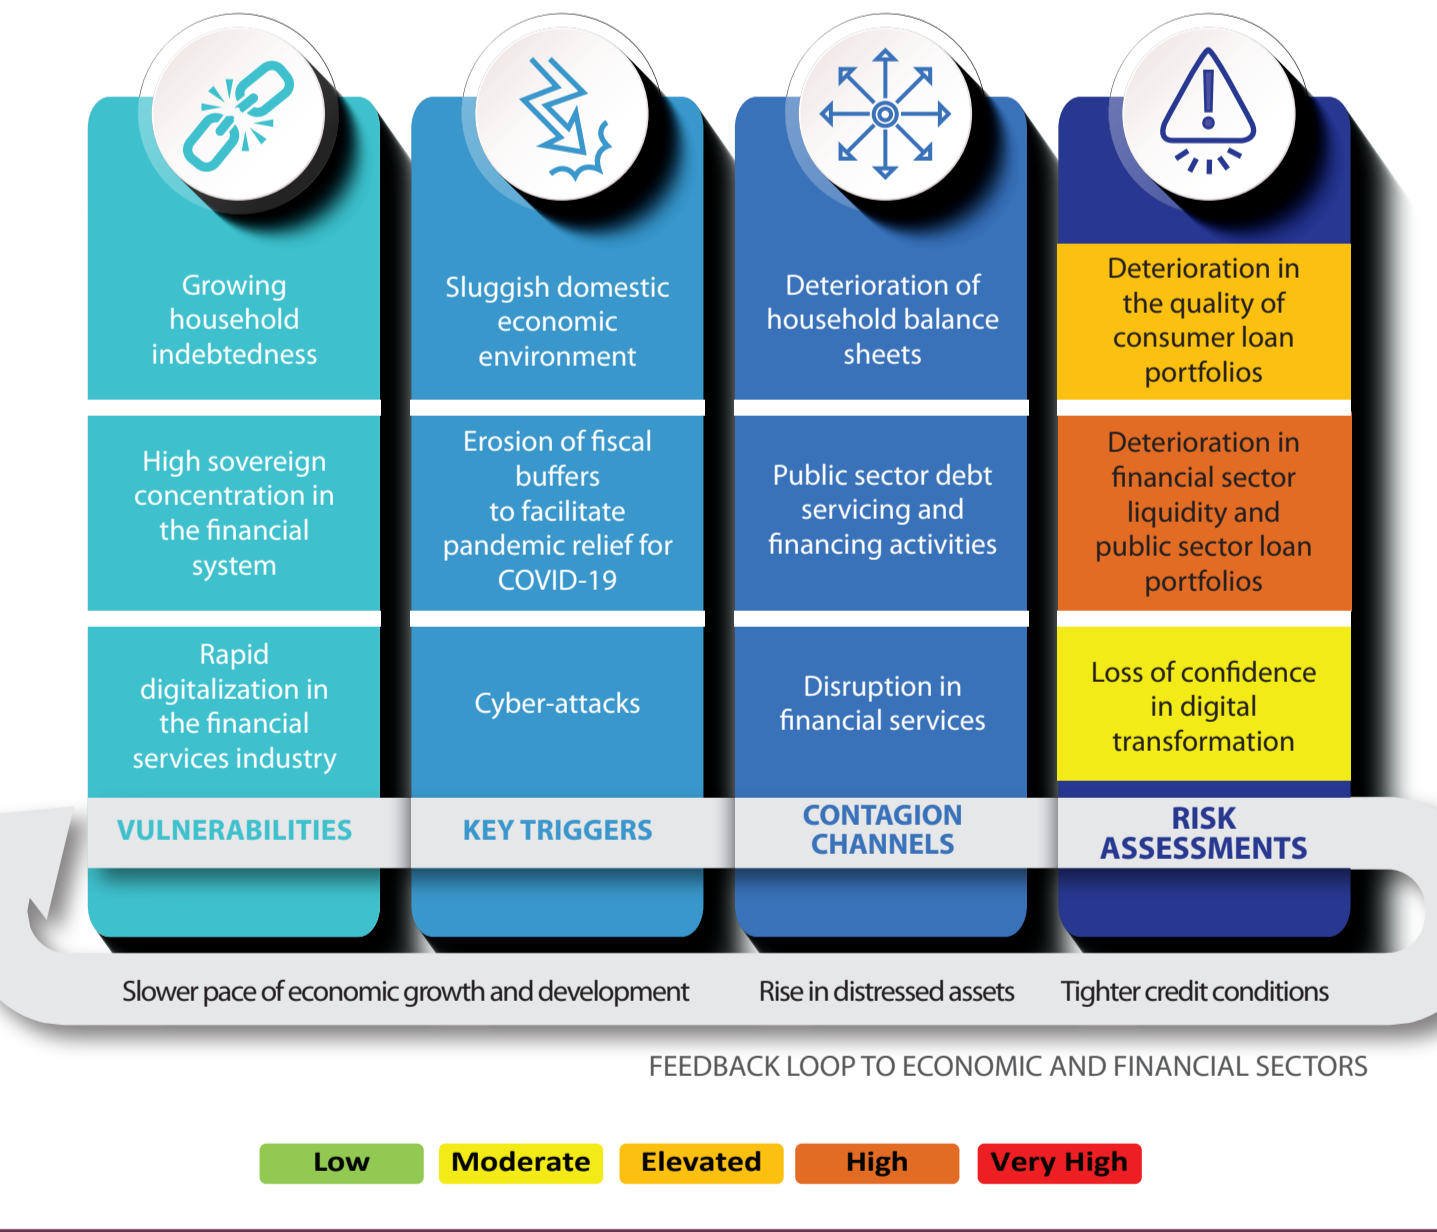 Growing
household
indebtedness
High sovereign
concentration in
the financial
system
Rapid
digitalization in
the financial
services industry
VULNERABILITIES
Sluggish domestic
economic
environment
Erosion of fiscal
buffers
to facilitate
pandemic relief for
COVID-19
Cyber-attacks
KEY TRIGGERS
Deterioration of
household balance
sheets
Public sector debt
servicing and
financing activities
Disruption in
financial services
CONTAGION
CHANNELS
Deterioration in
the quality of
consumer loan
portfolios
Deterioration in
financial sector
liquidity and
public sector loan
portfolios
Loss of confidence
in digital
transformation
RISK
ASSESSMENTS
Slower pace of economic growth and development
Rise in distressed assets
Tighter credit conditions
FEEDBACK LOOP TO ECONOMIC AND FINANCIAL SECTORS
Low
Moderate
Elevated
High
Very High